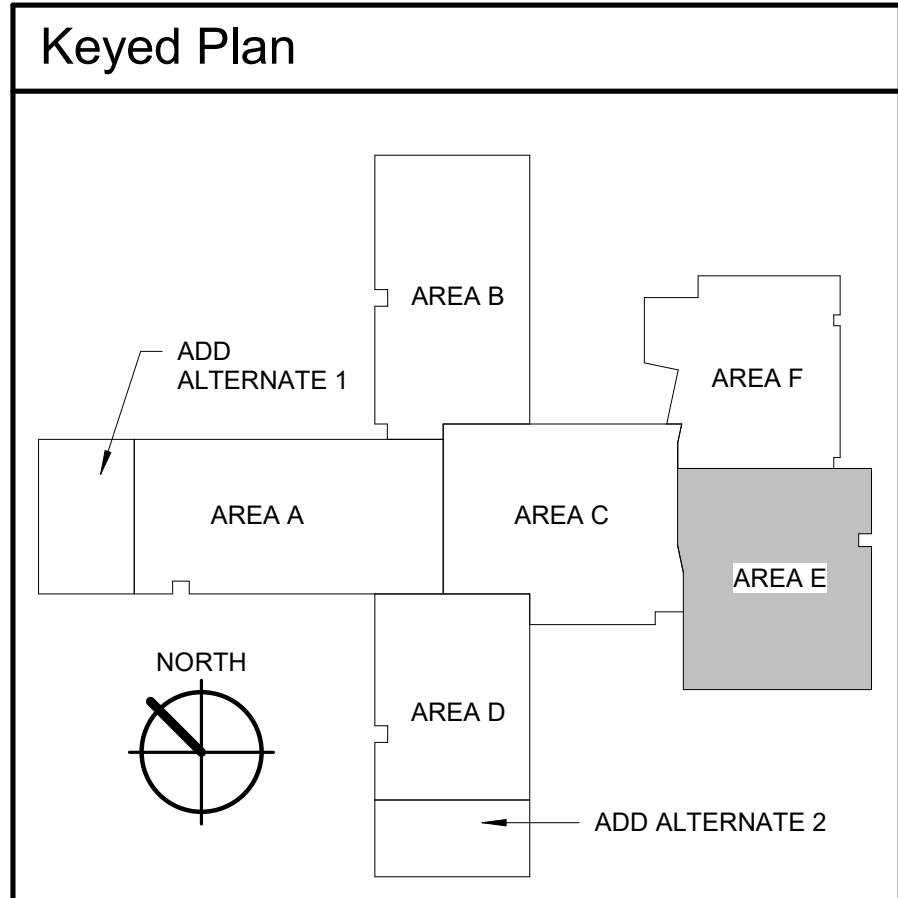 Keyed Plan
AREA B
ADD
ALTERNATE 1
AREA F
AREA A
AREA C
AREA E
NORTH
AREA D
ADD ALTERNATE 2